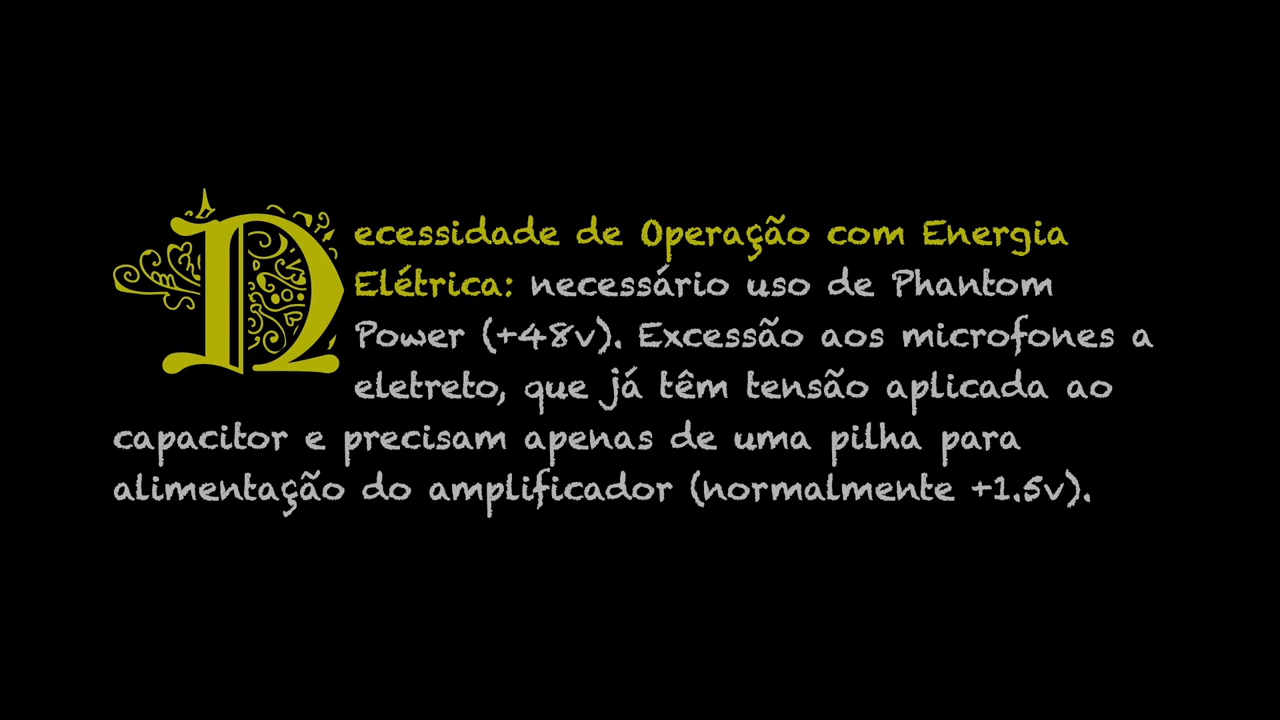 Necessidade de Operação com Energia
Elétrica: necessário uso de Phantom
Power (+48v). Excessão aos microfones a
eletreto, que já têm tensão aplicada ao
capacitor e precisam apenas de uma pilha para
alimentação do amplificador (normalmente +1.5v).